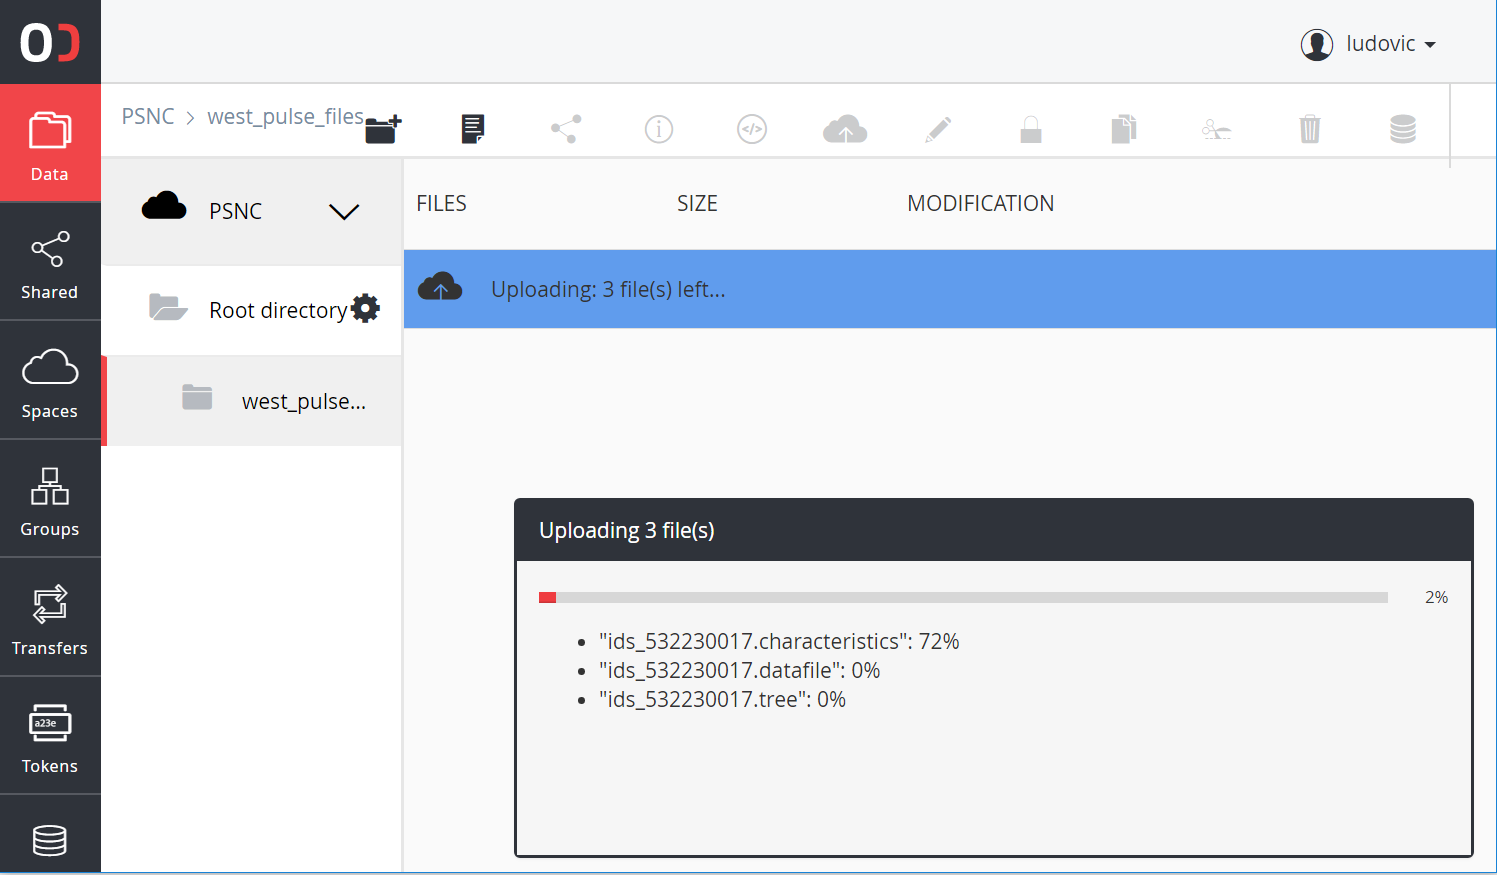 ludovic
PSNC > west_pulse_files
Data
Shared
Spaces
Groups
Transfers
a23e
Tokens
PSNC
Root directory
west_pulse...
FILES SIZE MODIFICATION
Uploading: 3 file(s) left...
Uploading 3 file(s)
2%
• "ids_532230017.characteristics": 72%
• "ids_532230017.datafile": 0%
• "ids_532230017.tree": 0%